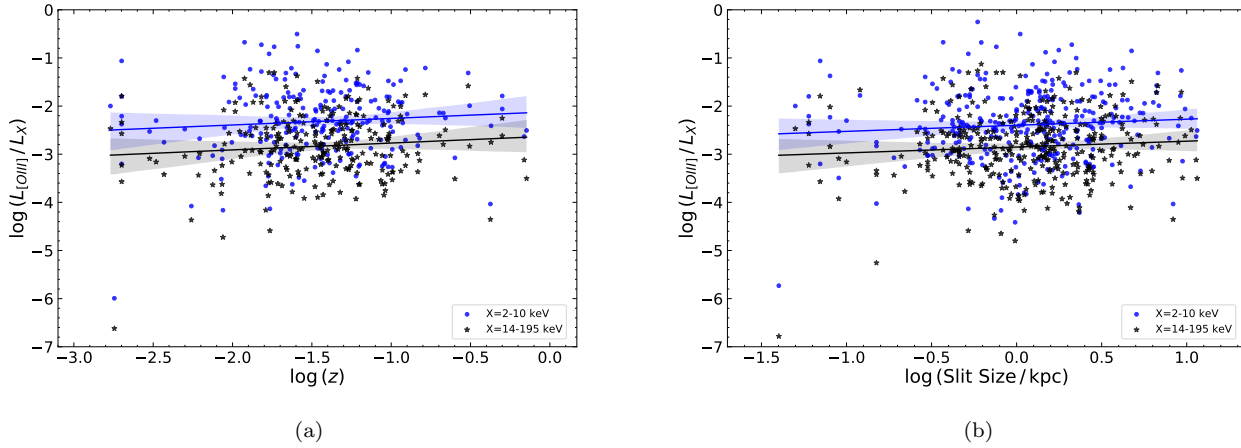 −1
−2
−3
−4
−5
−6
−7
log (L[OIII] / LX)
X=2-10 keV
X=14-195 keV
−3.0 −2.5 −2.0 −1.5 −1.0 −0.5 0.0
log (z)
(a)
0
−1
−2
−3
−4
−5
−6
−7
log (L[OIII] / LX)
X=2-10 keV
X=14-195 keV
−1.5 −1.0 −0.5 0.0 0.5 1.0
log (Slit Size / kpc)
(b)